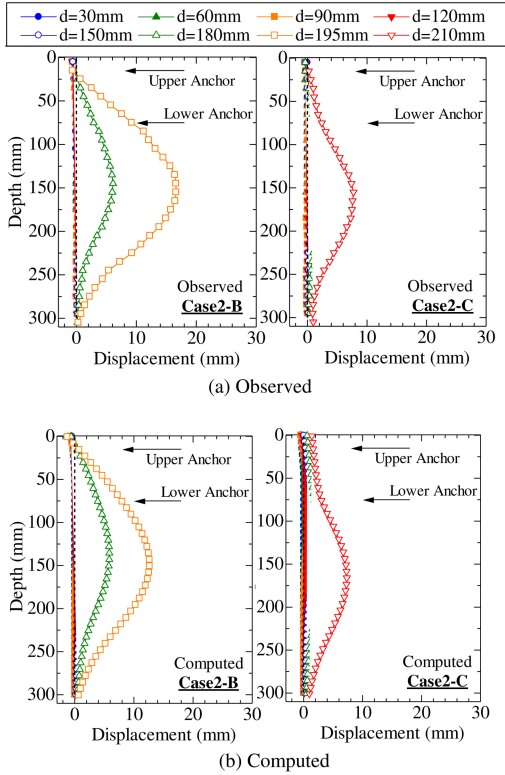 d=30mm d=60mm d=90mm d=120mm
d=150mm d=180mm d=195mm d=210mm
0
50
100
150
200
250
300
Depth (mm)
Upper Anchor
Lower Anchor
Observed
Case2-B
0 10 20 30
Displacement (mm)
0
50
100
150
200
250
300
Upper Anchor
Lower Anchor
Observed
Case2-C
0 10 20 30
Displacement (mm)
(a) Observed
0
50
100
150
200
250
300
Depth (mm)
Upper Anchor
Lower Anchor
Computed
Case2-B
0 10 20 30
Displacement (mm)
0
50
100
150
200
250
300
Upper Anchor
Lower Anchor
Computed
Case2-C
0 10 20 30
Displacement (mm)
(b) Computed